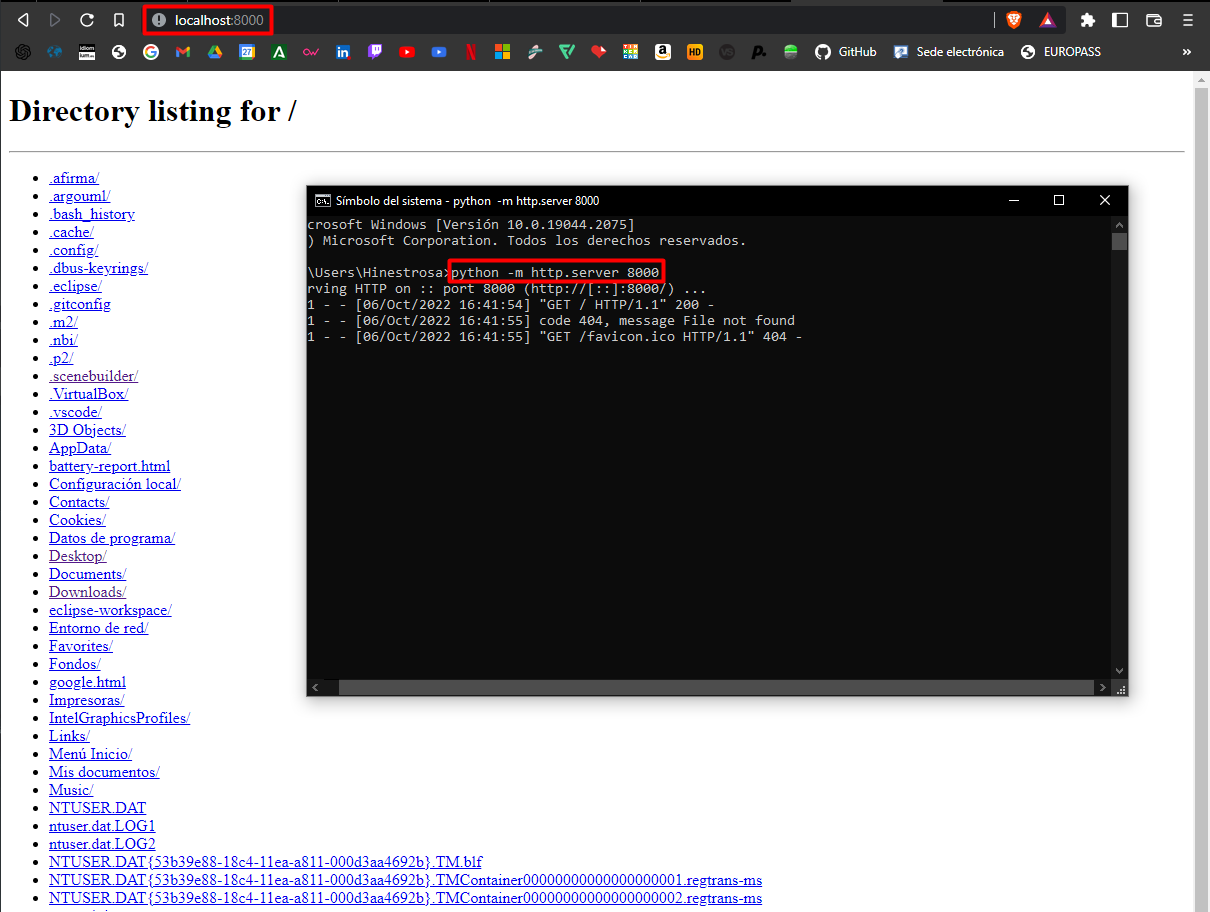 localhost:8000
GitHub
Sede electrónica
EUROPASS
»
Directory listing for /
.afirma/
.argouml/
.bash_history
.cache/
.config/
.dbus-keyrings/
.eclipse/
.gitconfig
.m2/
.nbi/
.p2/
.scenebuilder/
.VirtualBox/
.vscode/
3D Objects/
AppData/
battery-report.html
Configuración local/
Contacts/
Cookies/
Datos de programa/
Desktop/
Documents/
Downloads/
eclipse-workspace/
Entorno de red/
Favorites/
Fondos/
google.html
Impresoras/
IntelGraphicsProfiles/
Links/
Menú Inicio/
Mis documentos/
Music/
NTUSER.DAT
ntuser.dat.LOG1
ntuser.dat.LOG2
NTUSER.DAT{53b39e88-18c4-11ea-a811-000d3aa4692b}.TM.blf
NTUSER.DAT{53b39e88-18c4-11ea-a811-000d3aa4692b}.TMContainer00000000000000000001.regtrans-ms
NTUSER.DAT{53b39e88-18c4-11ea-a811-000d3aa4692b}.TMContainer00000000000000000002.regtrans-ms
Símbolo del sistema - python -m http.server 8000
crosoft Windows [Versión 10.0.19044.2075]
) Microsoft Corporation. Todos los derechos reservados.
\Users\Hinestrosa>python -m http.server 8000
rving HTTP on :: port 8000 (http://[::]:8000/) ...
1 - - [06/Oct/2022 16:41:54] "GET / HTTP/1.1" 200 -
1 - - [06/Oct/2022 16:41:55] code 404, message File not found
1 - - [06/Oct/2022 16:41:55] "GET /favicon.ico HTTP/1.1" 404 -